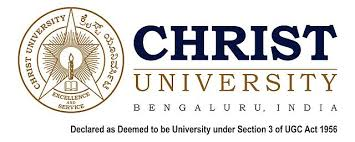 CHRIST UNIVERSITY
ಕ್ರೈಸ್ಟ್ ಯೂನಿವರ್ಸಿಟಿ
EXCELLENCE
AND
SERVICE
CHRIST
UNIVERSITY
BENGALURU, INDIA
Declared as Deemed to be University under Section 3 of UGC Act 1956